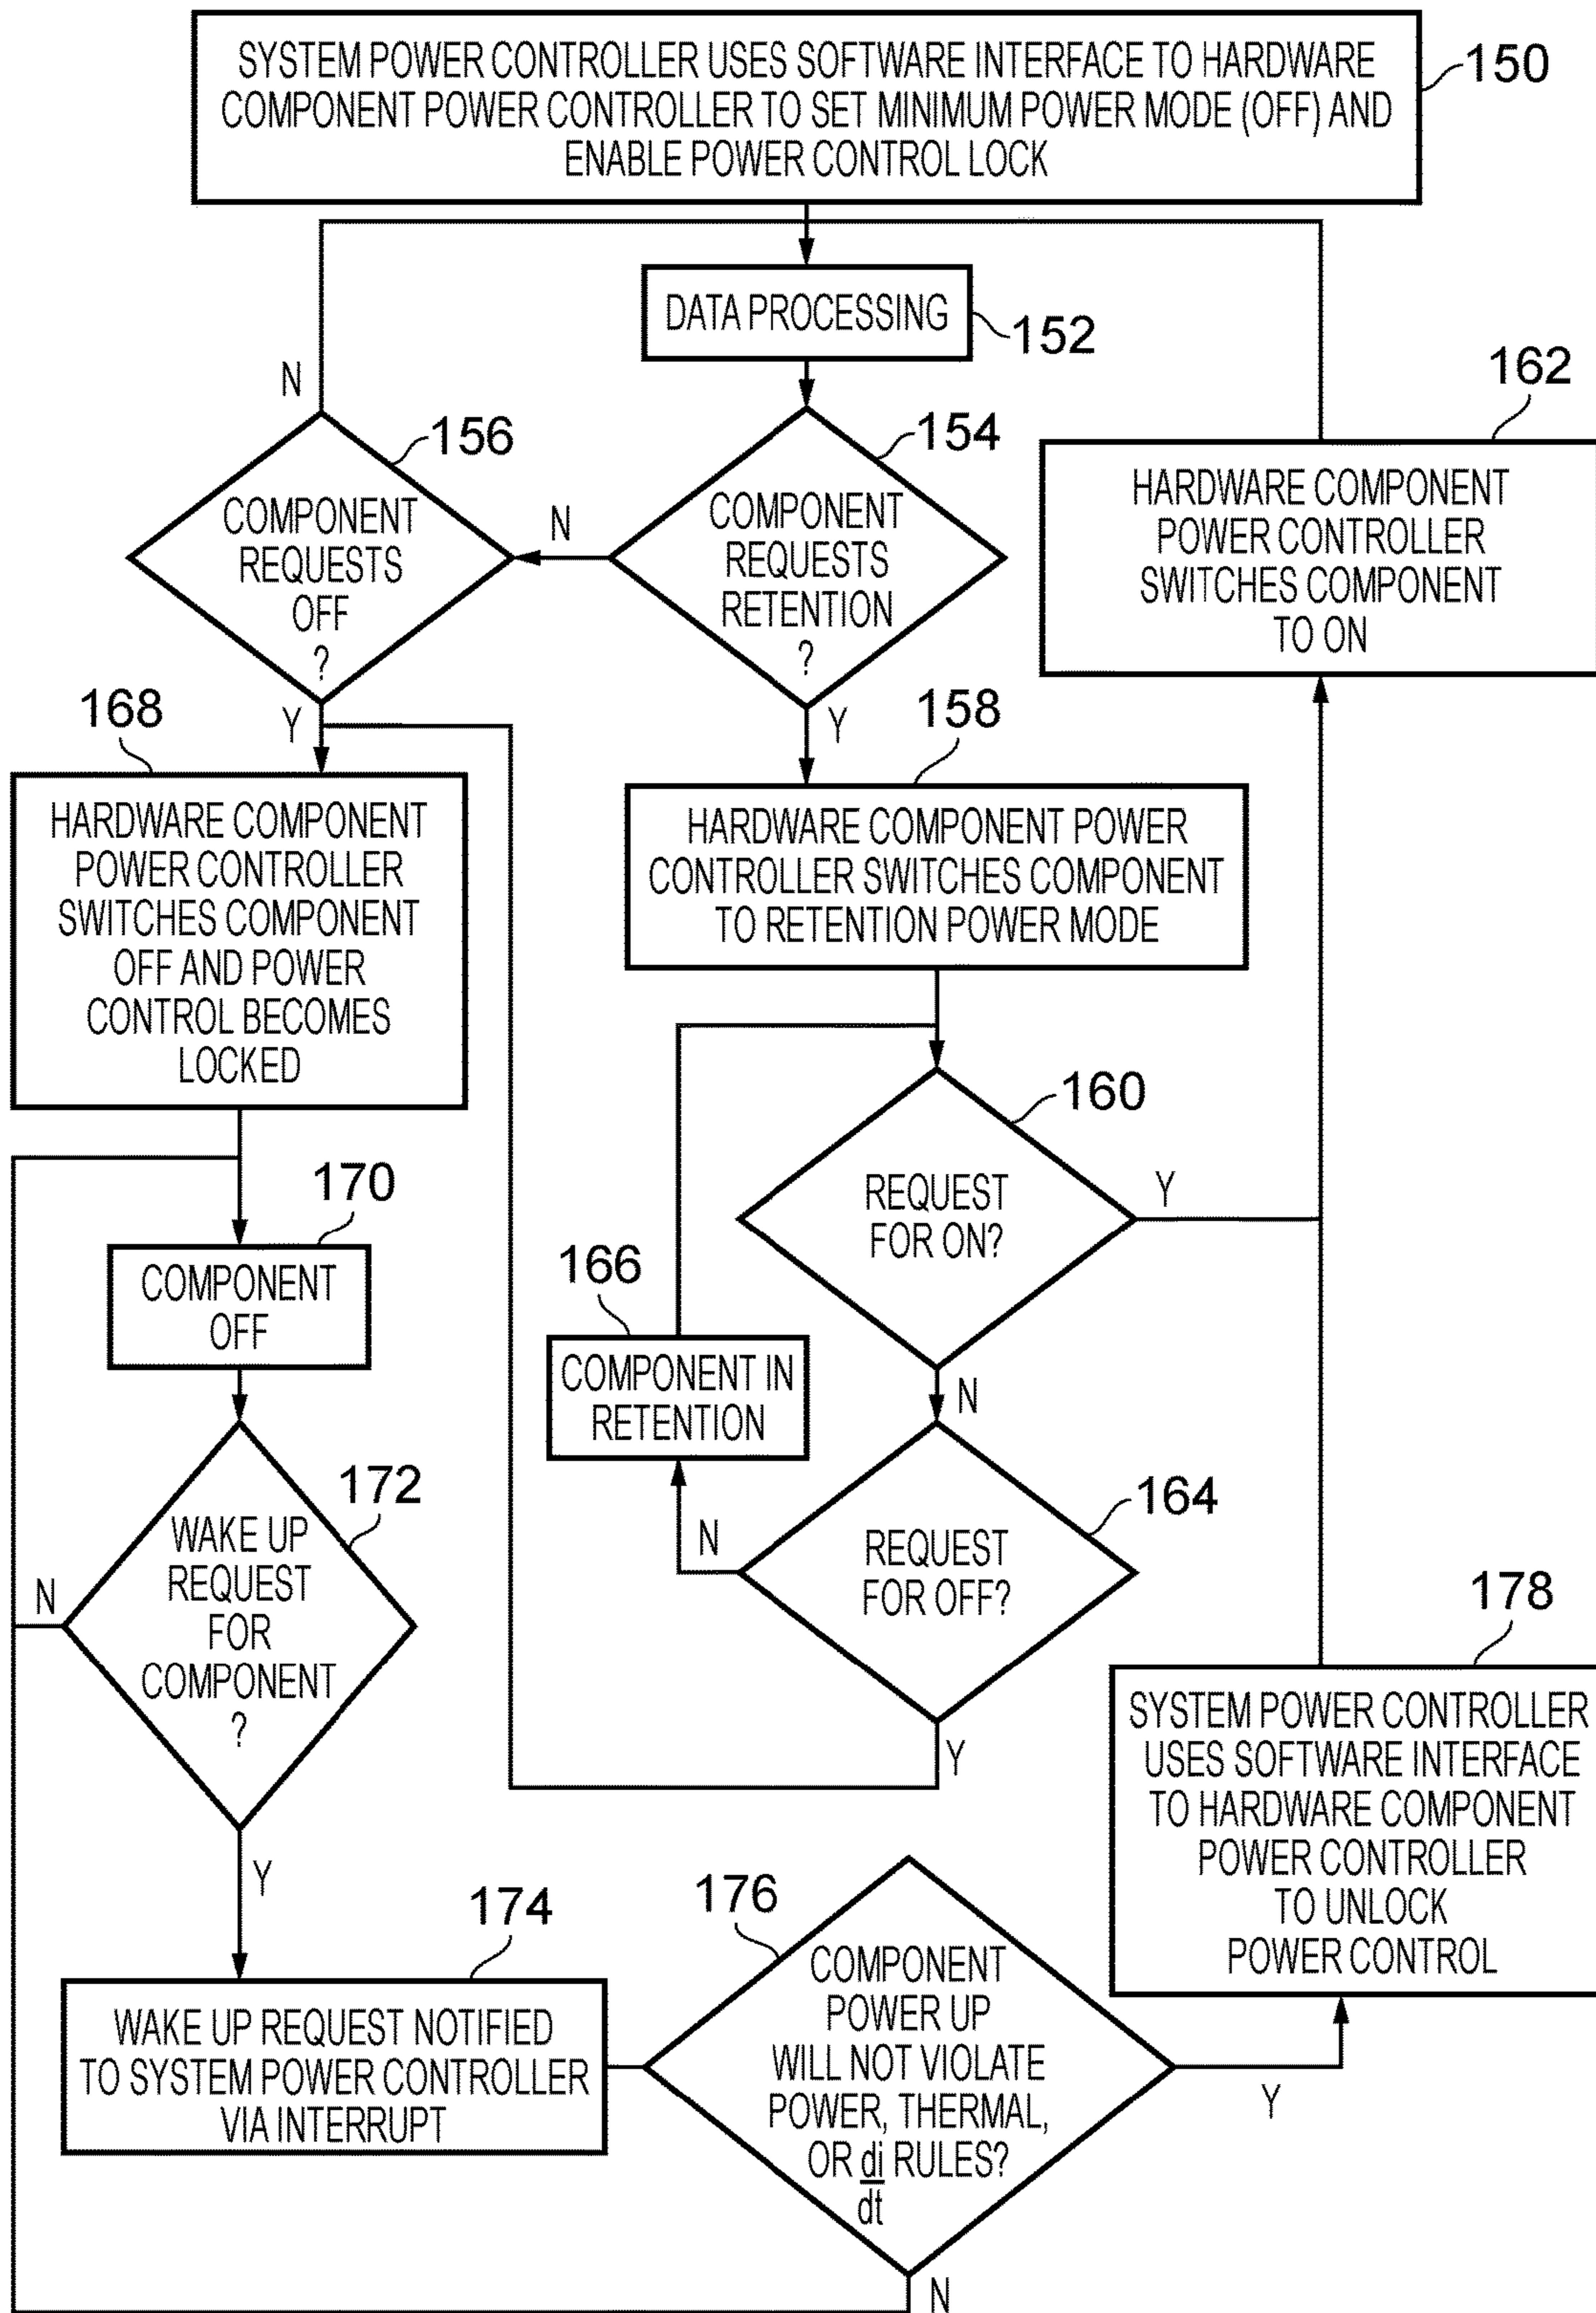 SYSTEM POWER CONTROLLER USES SOFTWARE INTERFACE TO HARDWARE
COMPONENT POWER CONTROLLER TO SET MINIMUM POWER MODE (OFF) AND
ENABLE POWER CONTROL LOCK
150
DATA PROCESSING
152
N
156
COMPONENT
REQUESTS
OFF
?
Y
N
154
COMPONENT
REQUESTS
RETENTION
?
Y
162
HARDWARE COMPONENT
POWER CONTROLLER
SWITCHES COMPONENT
TO ON
168
HARDWARE COMPONENT
POWER CONTROLLER
SWITCHES COMPONENT
OFF AND POWER
CONTROL BECOMES
LOCKED
158
HARDWARE COMPONENT POWER
CONTROLLER SWITCHES COMPONENT
TO RETENTION POWER MODE
160
REQUEST
FOR ON?
Y
N
166
COMPONENT IN
RETENTION
164
REQUEST
FOR OFF?
N
Y
170
COMPONENT
OFF
172
WAKE UP
REQUEST
FOR
COMPONENT
?
N
Y
174
WAKE UP REQUEST NOTIFIED
TO SYSTEM POWER CONTROLLER
VIA INTERRUPT
176
COMPONENT
POWER UP
WILL NOT VIOLATE
POWER, THERMAL,
OR di RULES?
dt
Y
N
178
SYSTEM POWER CONTROLLER
USES SOFTWARE INTERFACE
TO HARDWARE COMPONENT
POWER CONTROLLER
TO UNLOCK
POWER CONTROL